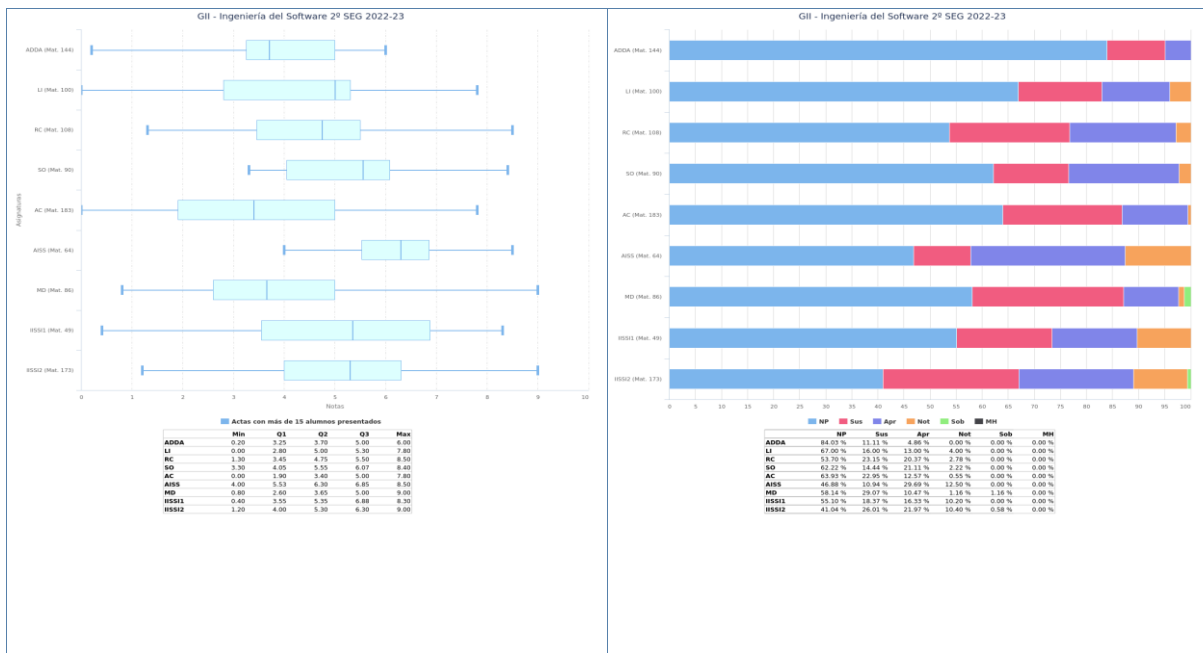 GII - Ingeniería del Software 2º SEG 2022-23
ADDA (Mat. 144)
LI (Mat. 100)
RC (Mat. 108)
SO (Mat. 90)
AC (Mat. 183)
AISS (Mat. 64)
MD (Mat. 86)
IISSI1 (Mat. 49)
IISSI2 (Mat. 173)
Asignaturas
0 1 2 3 4 5 6 7 8 9 10
Notas
Actas con más de 15 alumnos presentados
Min Q1 Q2 Q3 Max
ADDA 0.20 3.25 3.70 5.00 6.00
LI 0.00 2.80 5.00 5.30 7.80
RC 1.30 3.45 4.75 5.50 8.50
SO 3.30 4.05 5.55 6.07 8.40
AC 0.00 1.90 3.40 5.00 7.80
AISS 4.00 5.53 6.30 6.85 8.50
MD 0.80 2.60 3.65 5.00 9.00
IISSI1 0.40 3.55 5.35 6.88 8.30
IISSI2 1.20 4.00 5.30 6.30 9.00
GII - Ingeniería del Software 2º SEG 2022-23
ADDA (Mat. 144)
LI (Mat. 100)
RC (Mat. 108)
SO (Mat. 90)
AC (Mat. 183)
AISS (Mat. 64)
MD (Mat. 86)
IISSI1 (Mat. 49)
IISSI2 (Mat. 173)
0 5 10 15 20 25 30 35 40 45 50 55 60 65 70 75 80 85 90 95 100
NP Sus Apr Not Sob MH
NP Sus Apr Not Sob MH
ADDA 84.03 % 11.11 % 4.86 % 0.00 % 0.00 % 0.00 %
LI 67.00 % 16.00 % 13.00 % 4.00 % 0.00 % 0.00 %
RC 53.70 % 23.15 % 20.37 % 2.78 % 0.00 % 0.00 %
SO 62.22 % 14.44 % 21.11 % 2.22 % 0.00 % 0.00 %
AC 63.93 % 22.95 % 12.57 % 0.55 % 0.00 % 0.00 %
AISS 46.88 % 10.94 % 29.69 % 12.50 % 0.00 % 0.00 %
MD 58.14 % 29.07 % 10.47 % 1.16 % 1.16 % 0.00 %
IISSI1 55.10 % 18.37 % 16.33 % 10.20 % 0.00 % 0.00 %
IISSI2 41.04 % 26.01 % 21.97 % 10.40 % 0.58 % 0.00 %